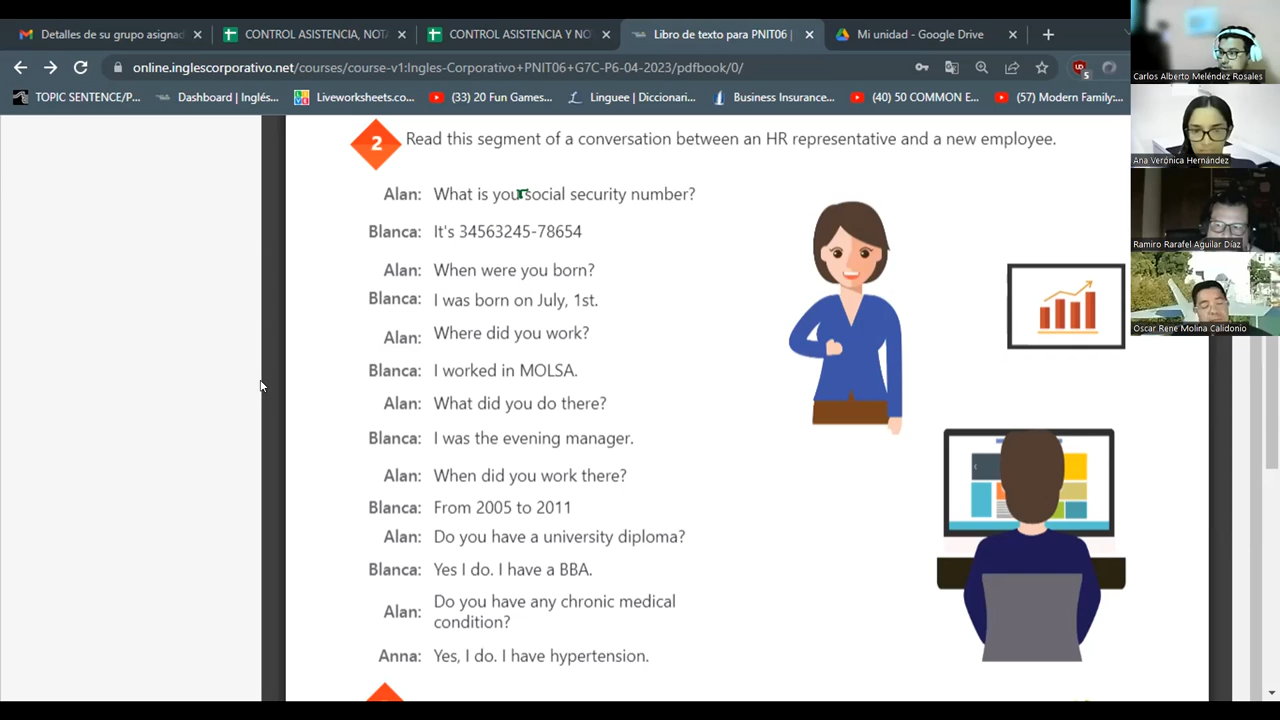 Detalles de su grupo asignad
CONTROL ASISTENCIA, NOTA
CONTROL ASISTENCIA Y NO
Libro de texto para PNIT06 |
Mi unidad - Google Drive
online.inglescorporativo.net/courses/course-v1:Ingles-Corporativo+PNIT06+G7C-P6-04-2023/pdfbook/0/
5
TOPIC SENTENCE/P...
Dashboard | Inglés...
Liveworksheets.co...
(33) 20 Fun Games...
Linguee | Diccionari...
Business Insurance...
(40) 50 COMMON E...
(57) Modern Family:...
Carlos Alberto Meléndez Rosales
Ana Verónica Hernández
Ramiro Rarafel Aguilar Díaz
Oscar Rene Molina Calidonio
2 Read this segment of a conversation between an HR representative and a new employee.
Alan: What is your social security number?
Blanca: It's 34563245-78654
Alan: When were you born?
Blanca: I was born on July, 1st.
Alan: Where did you work?
Blanca: I worked in MOLSA.
Alan: What did you do there?
Blanca: I was the evening manager.
Alan: When did you work there?
Blanca: From 2005 to 2011
Alan: Do you have a university diploma?
Blanca: Yes I do. I have a BBA.
Alan: Do you have any chronic medical
condition?
Anna: Yes, I do. I have hypertension.